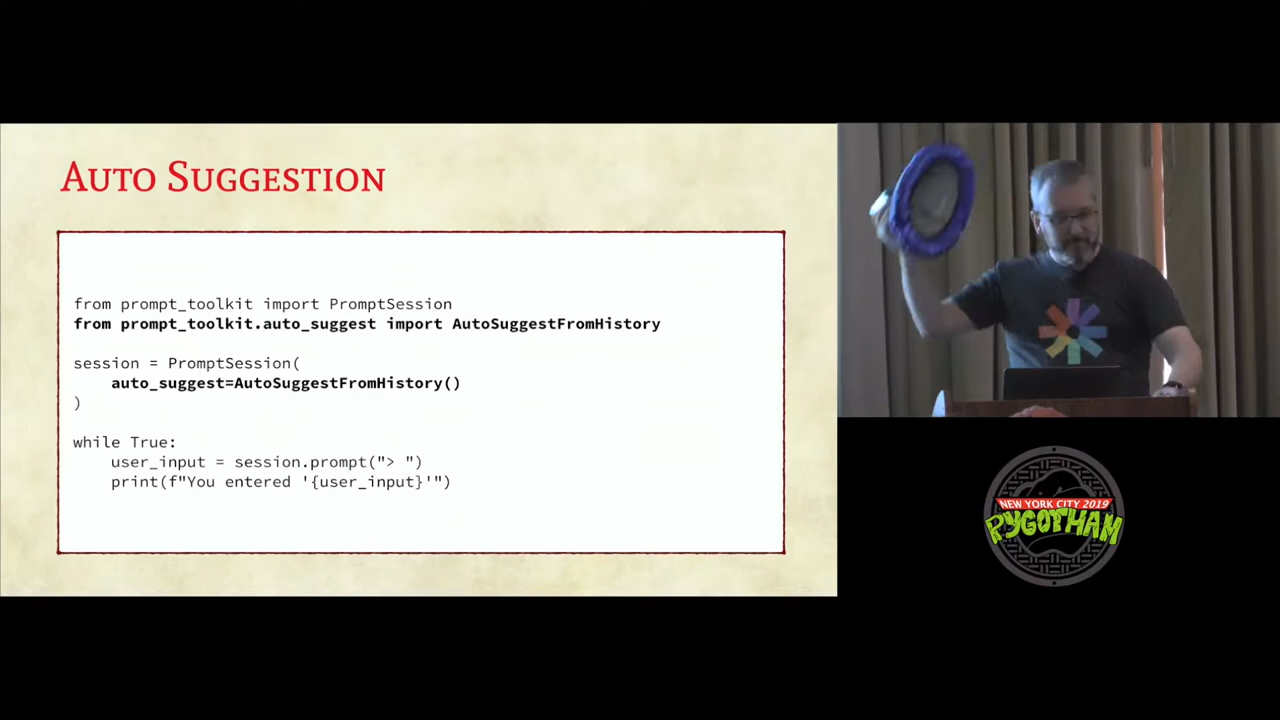 AUTO SUGGESTION
from prompt_toolkit import PromptSession
from prompt_toolkit.auto_suggest import AutoSuggestFromHistory
session = PromptSession(
auto_suggest=AutoSuggestFromHistory()
)
while True:
user_input = session.prompt("> ")
print(f"You entered '{user_input}'")
NEW YORK CITY 2019
PYGOTHAM